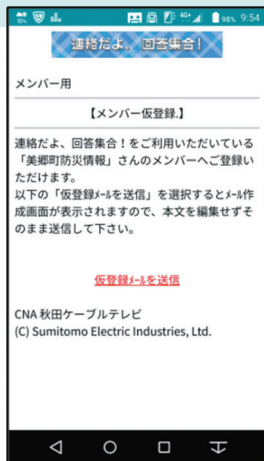 98% 9:54
連絡だよ、回答集合!
メンバー用
【メンバー仮登録.】
連絡だよ、回答集合!をご利用いただいている
「美郷町防災情報」さんのメンバーへご登録い
ただけます。
以下の「仮登録メールを送信」を選択するとメール作
成画面が表示されますので、本文を編集せずそ
のまま送信して下さい。
仮登録メールを送信
CNA 秋田ケーブルテレビ
(C) Sumitomo Electric Industries, Ltd.